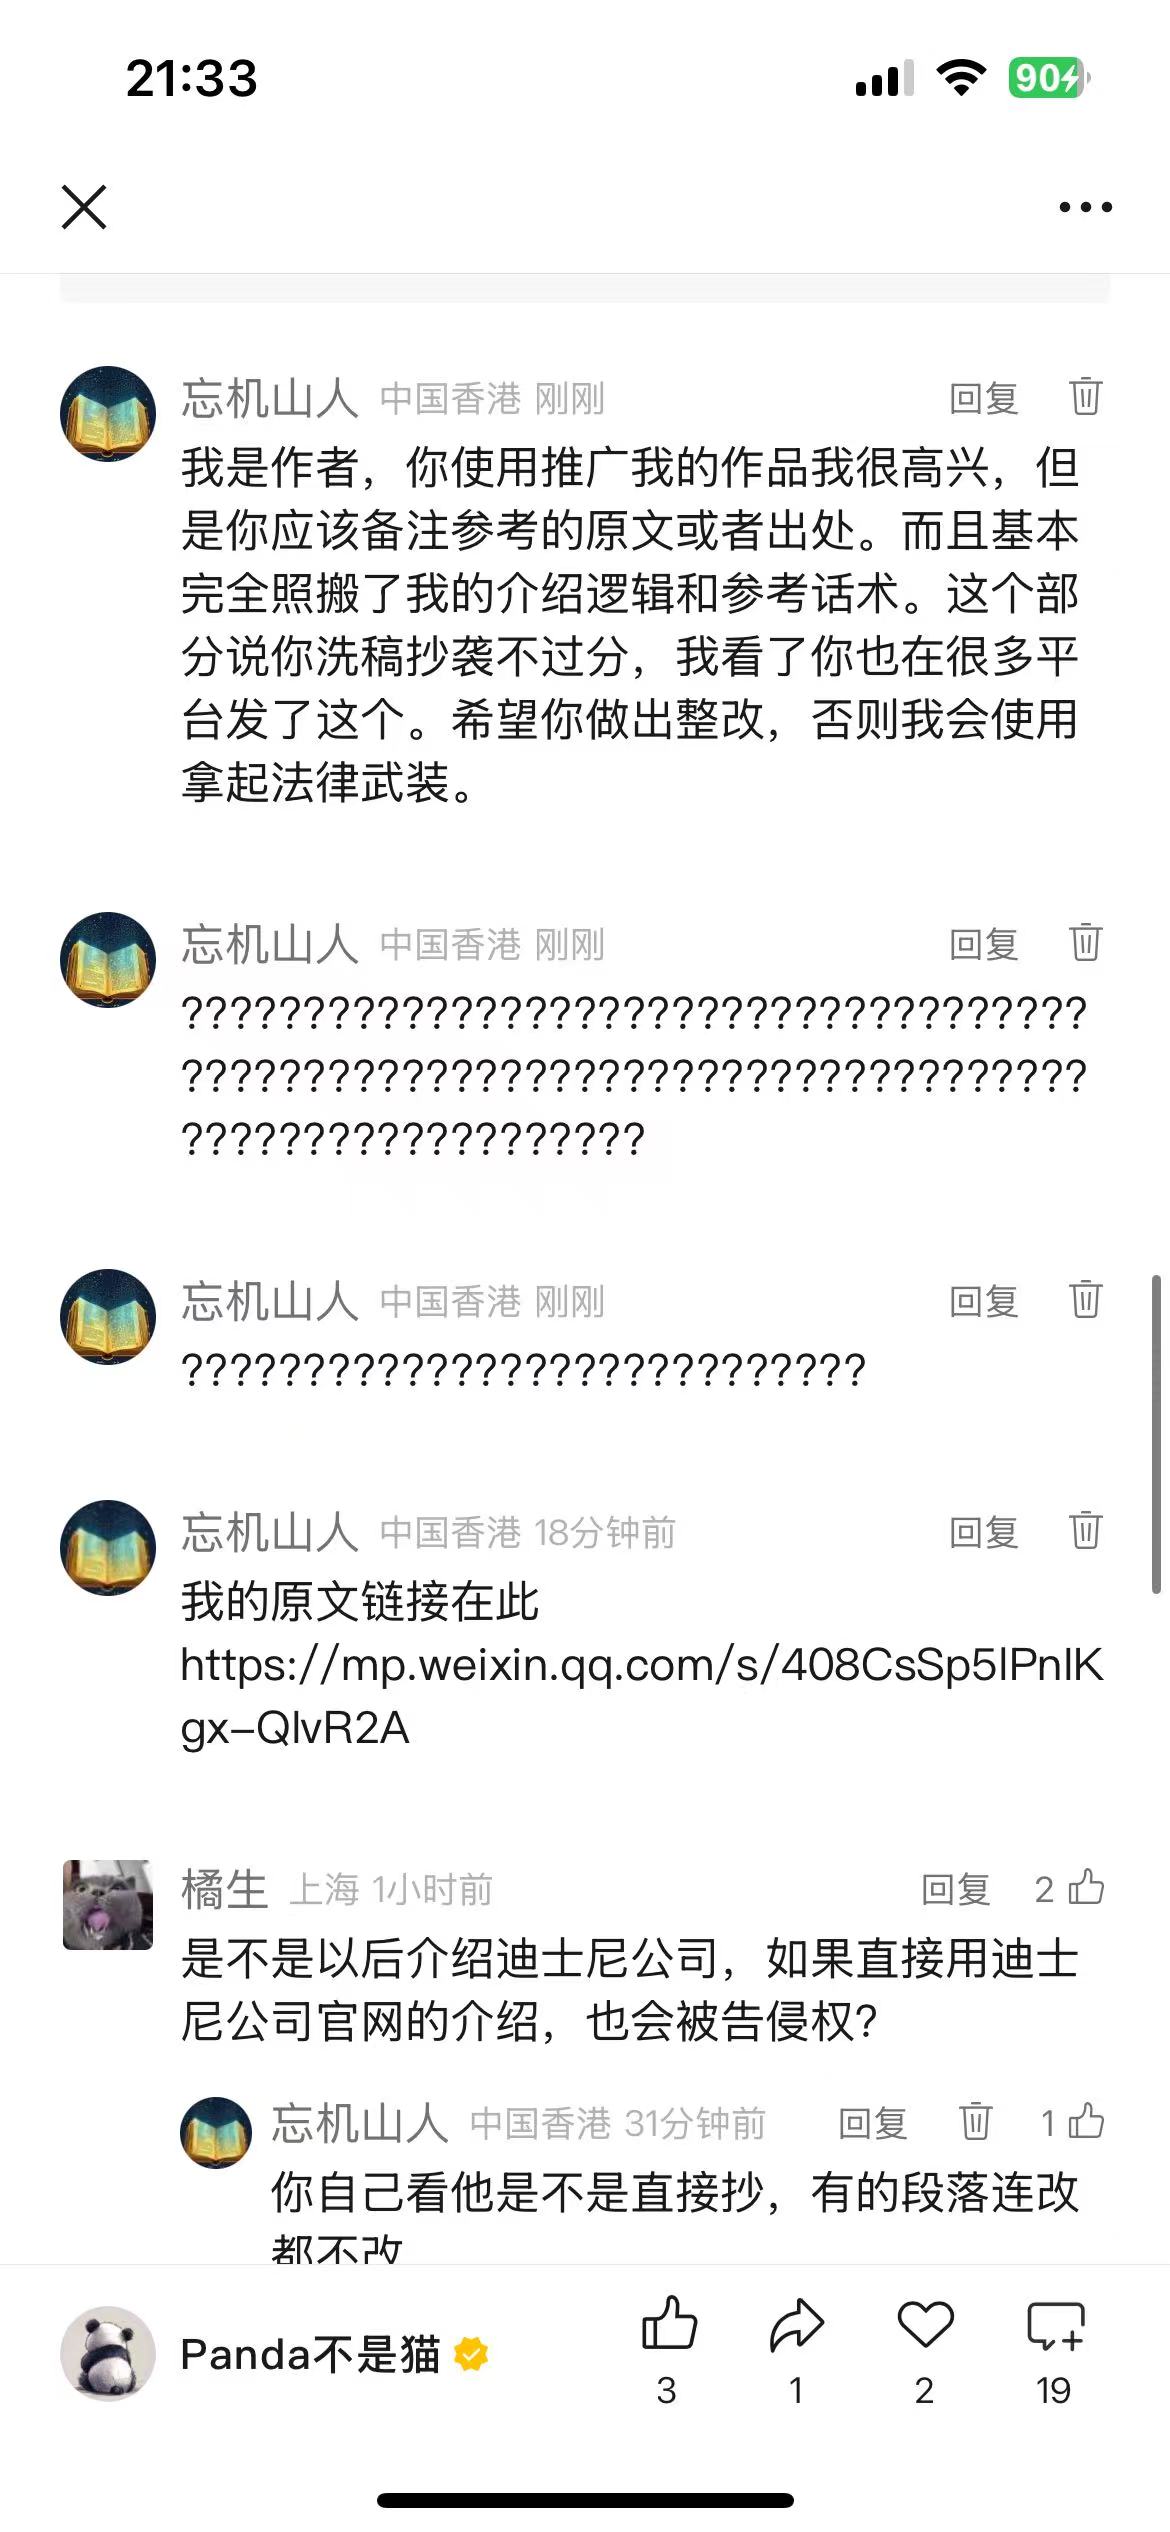 21:33
90
忘机山人 中国香港 刚刚 回复
我是作者，你使用推广我的作品我很高兴，但
是你应该备注参考的原文或者出处。而且基本
完全照搬了我的介绍逻辑和参考话术。这个部
分说你洗稿抄袭不过分，我看了你也在很多平
台发了这个。希望你做出整改，否则我会使用
拿起法律武装。
忘机山人 中国香港 刚刚 回复
?????????????????????????????????????
?????????????????????????????????????
???????????????????
忘机山人 中国香港 刚刚 回复
????????????????????????????
忘机山人 中国香港 18分钟前 回复
我的原文链接在此
https://mp.weixin.qq.com/s/408CsSp5lPnIK
gx-QIvR2A
橘生 上海 1小时前 回复 2
是不是以后介绍迪士尼公司，如果直接用迪士
尼公司官网的介绍，也会被告侵权?
忘机山人 中国香港 31分钟前 回复 1
你自己看他是不是直接抄，有的段落连改
都不改
Panda不是猫
3 1 2 19